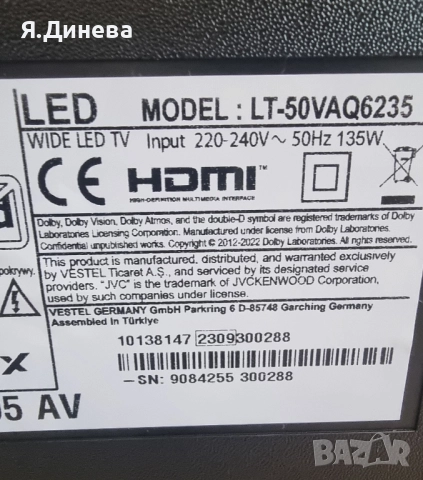 Я.Динева
LED MODEL : LT-50VAQ6235
WIDE LED TV Input 220-240V~ 50Hz 135W
CE HDMI
HIGH-DEFINITION MULTIMEDIA INTERFACE
Dolby, Dolby Vision, Dolby Atmos, and the double-D symbol are registered trademarks of Dolby
Laboratories Licensing Corporation. Manufactured under license from Dolby Laboratories.
Confidential unpublished works. Copyright © 2012-2022 Dolby Laboratories. All rights reserved.
pokrywy.
This product is manufactured, distributed, and warranted exclusively
by VESTEL Ticaret A.Ş., and serviced by its designated service
providers. "JVC" is the trademark of JVCKENWOOD Corporation,
used by such companies under license.
VESTEL GERMANY GmbH Parkring 6 D-85748 Garching Germany
Assembled in Türkiye
10138147 2309300288
X
-SN: 9084255 300288
05 AV
BAZAR